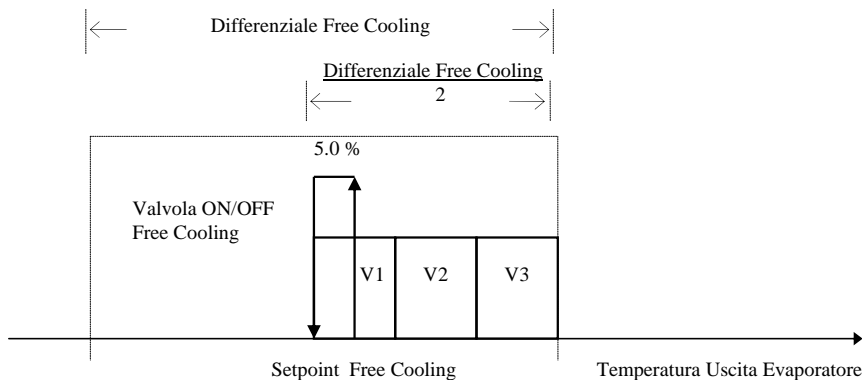 Differenziale Free Cooling
Differenziale Free Cooling
2
5.0 %
Valvola ON/OFF
Free Cooling
V1
V2
V3
Setpoint Free Cooling
Temperatura Uscita Evaporatore